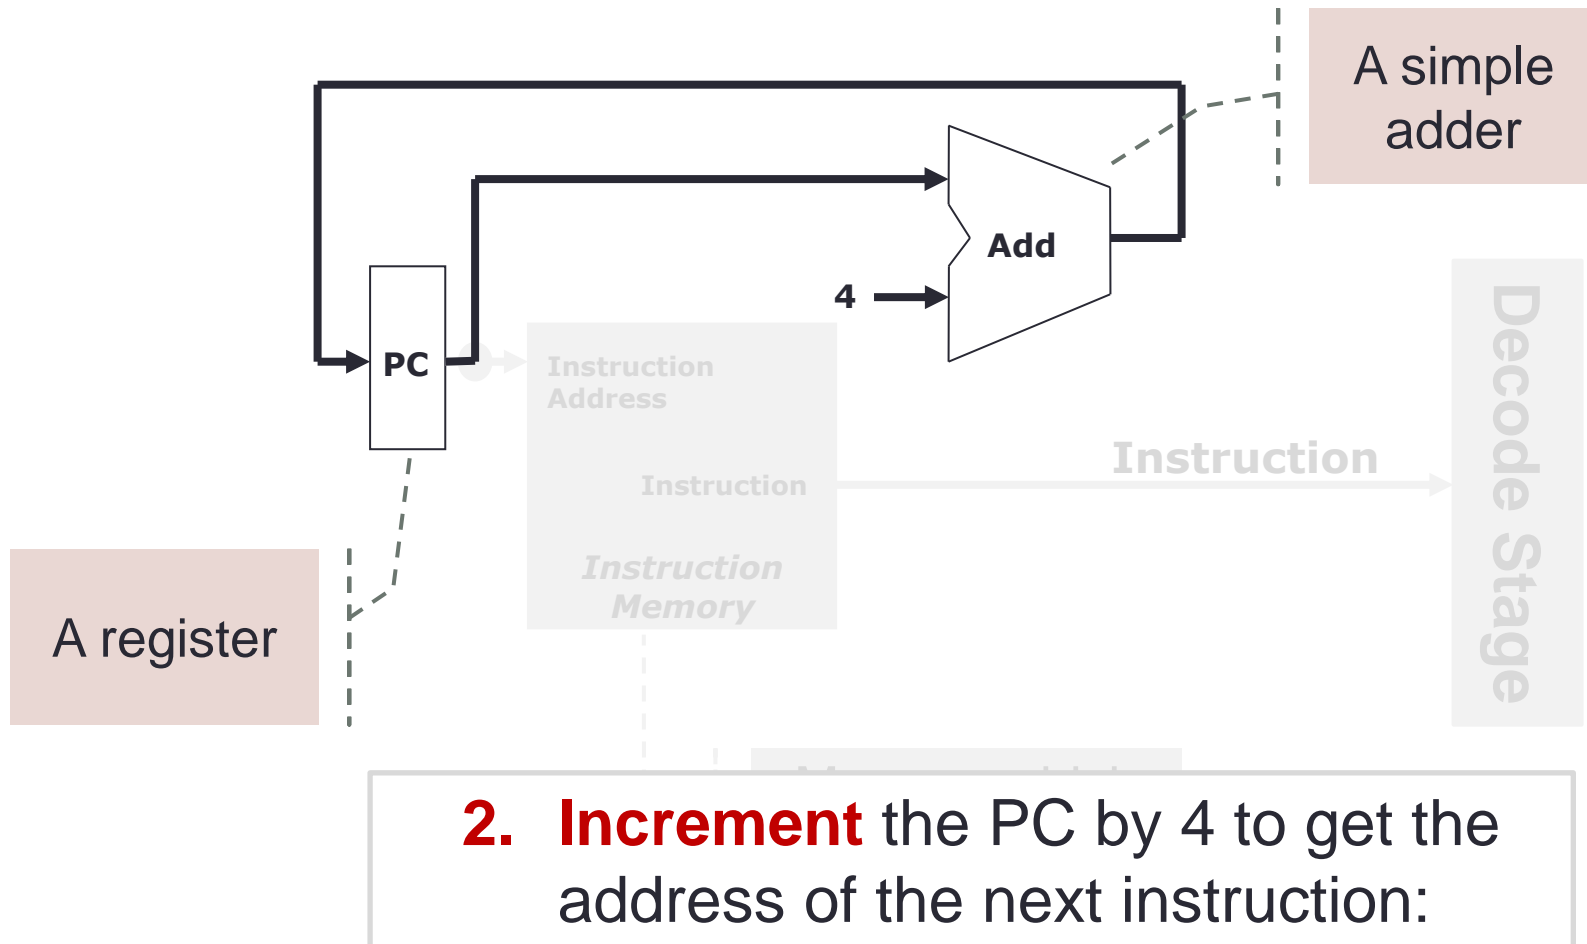 A simple
adder
Add
4
PC
Instruction
Address
Instruction
Instruction
Memory
Instruction
Decode Stage
A register
2. Increment the PC by 4 to get the
address of the next instruction: